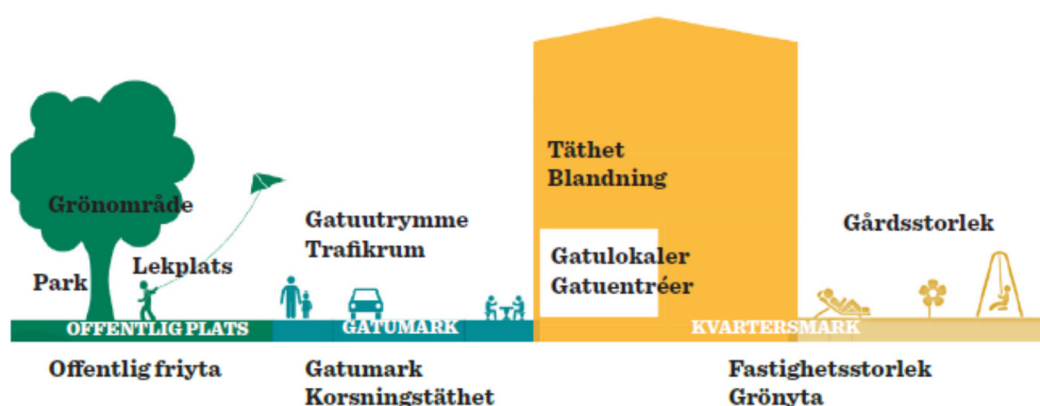 Grönområde
Park
Lekplats
Gatuutrymme
Trafikrum
Täthet
Blandning
Gatulokaler
Gatuentréer
Gårdsstorlek
OFFENTLIG PLATS
GATUMARK
KVARTERSMARK
Offentlig friyta
Gatumark
Korsningstäthet
Fastighetsstorlek
Grönyta